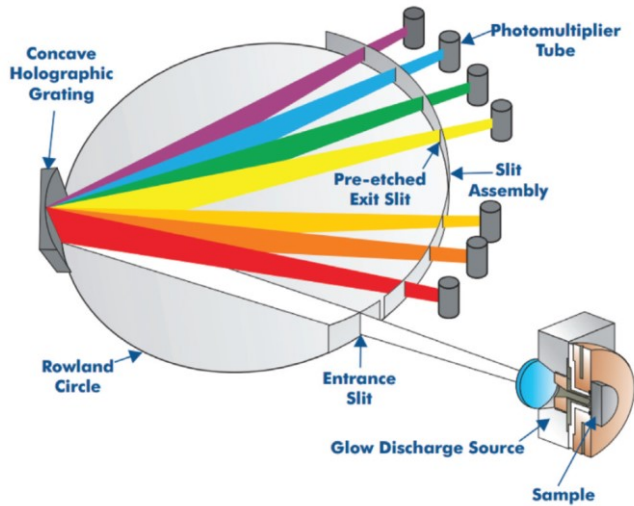 Concave
Holographic
Grating
Photomultiplier
Tube
Pre-etched
Exit Slit
Slit
Assembly
Rowland
Circle
Entrance
Slit
Glow Discharge Source
Sample